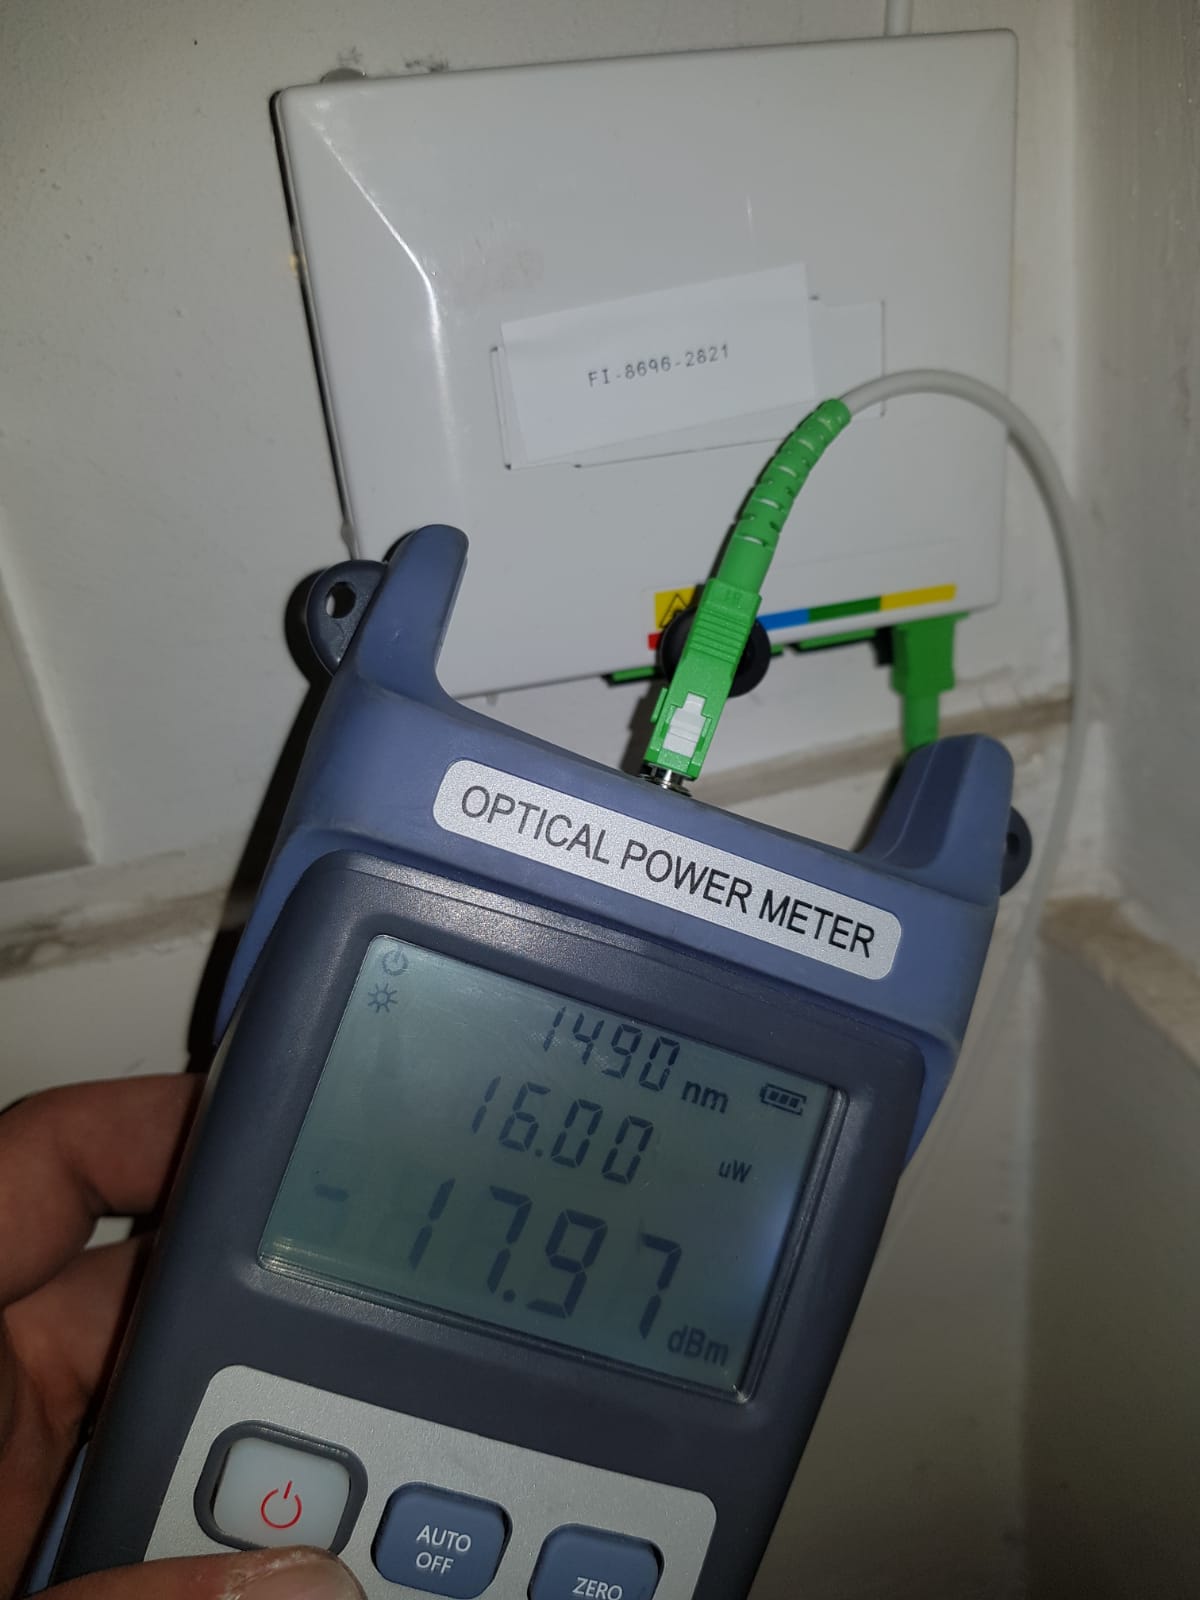 FI-8696-2821
OPTICAL POWER METER
1490 nm
16.00 uW
-17.97 dBm
AUTO
OFF
ZERO